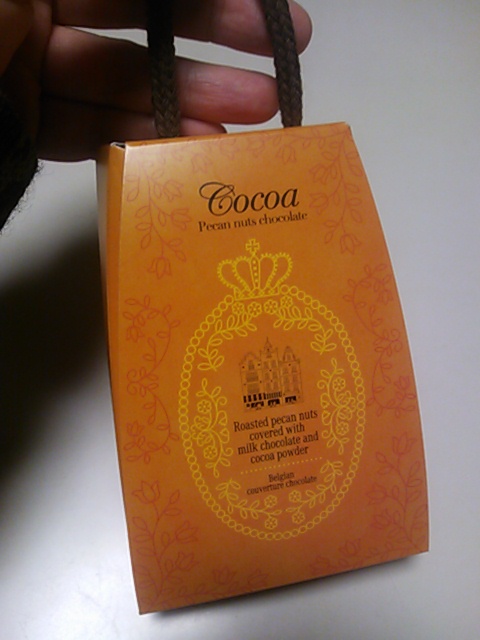 Cocoa
Pecan nuts chocolate
Roasted pecan nuts
covered with
milk chocolate and
cocoa powder
Belgian
couverture chocolate